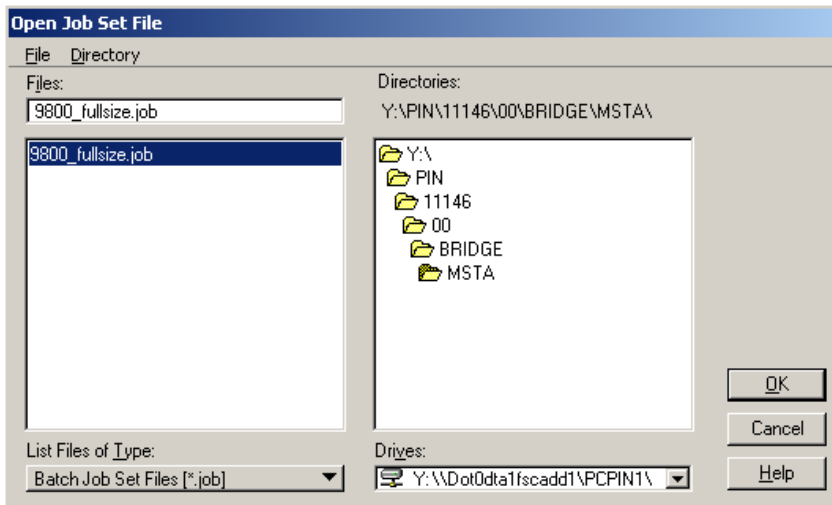 Open Job Set File
File Directory
Files:
9800_fullsize.job
9800_fullsize.job
List Files of Type:
Batch Job Set Files [*.job]
Directories:
Y:\PIN\11146\00\BRIDGE\MSTA\
Y:\
PIN
11146
00
BRIDGE
MSTA
Drives:
Y:\\Dot0dta1fscadd1\PCPIN1\
OK
Cancel
Help